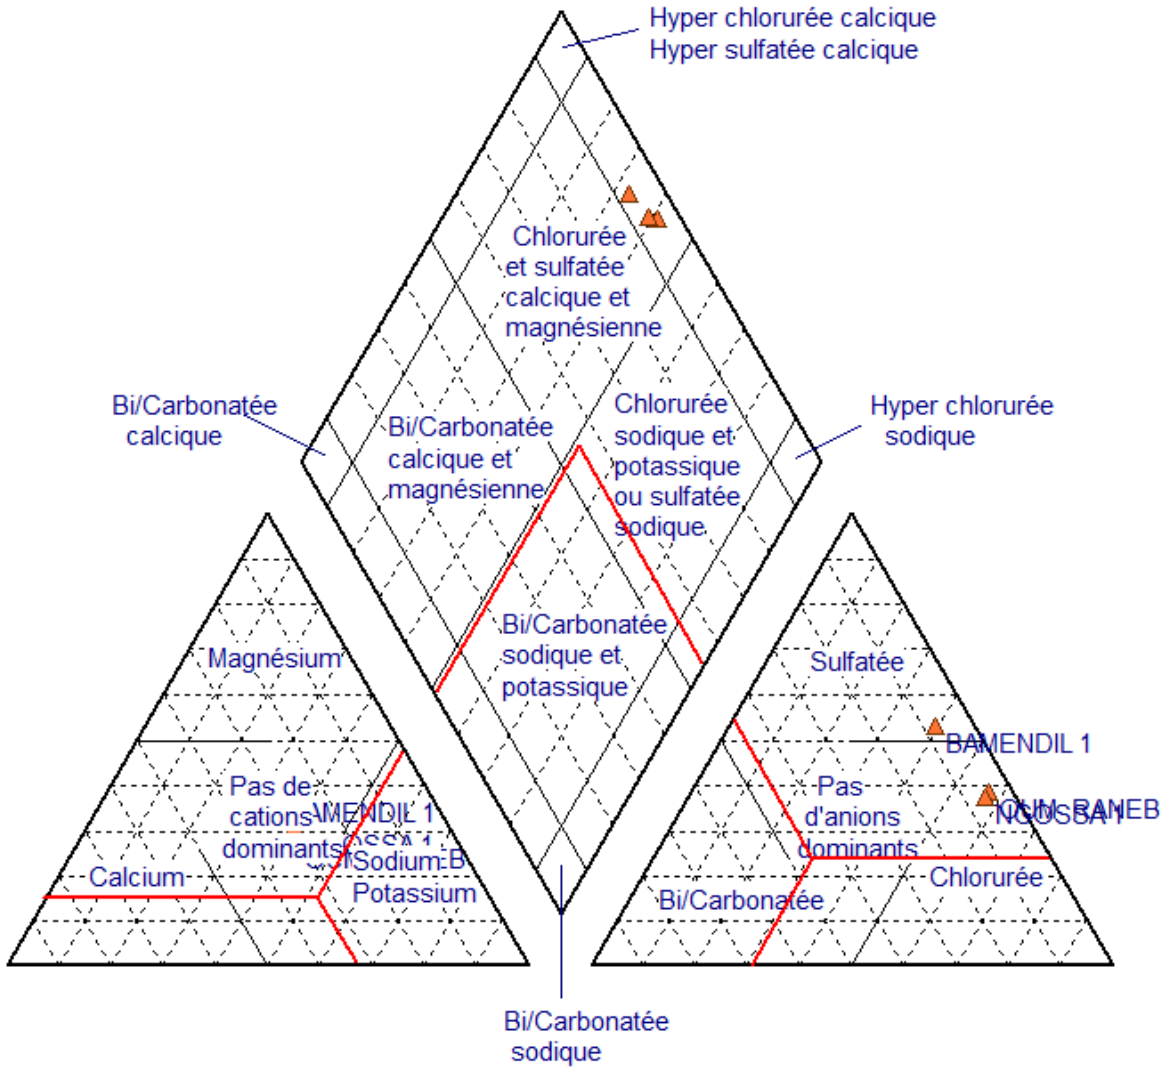 Hyper chlorurée calcique
Hyper sulfatée calcique
Chlorurée
et sulfatée
calcique et
magnésienne
Bi/Carbonatée
calcique
Bi/Carbonatée
calcique et
magnésienne
Chlorurée
sodique et
potassique
ou sulfatée
sodique
Hyper chlorurée
sodique
Bi/Carbonatée
sodique et
potassique
Magnésium
Pas de
cations
dominants
Calcium
Sodium
Potassium
Sulfatée
BAMENDIL 1
Pas
d'anions
dominants
Bi/Carbonatée
Chlorurée
Bi/Carbonatée
sodique